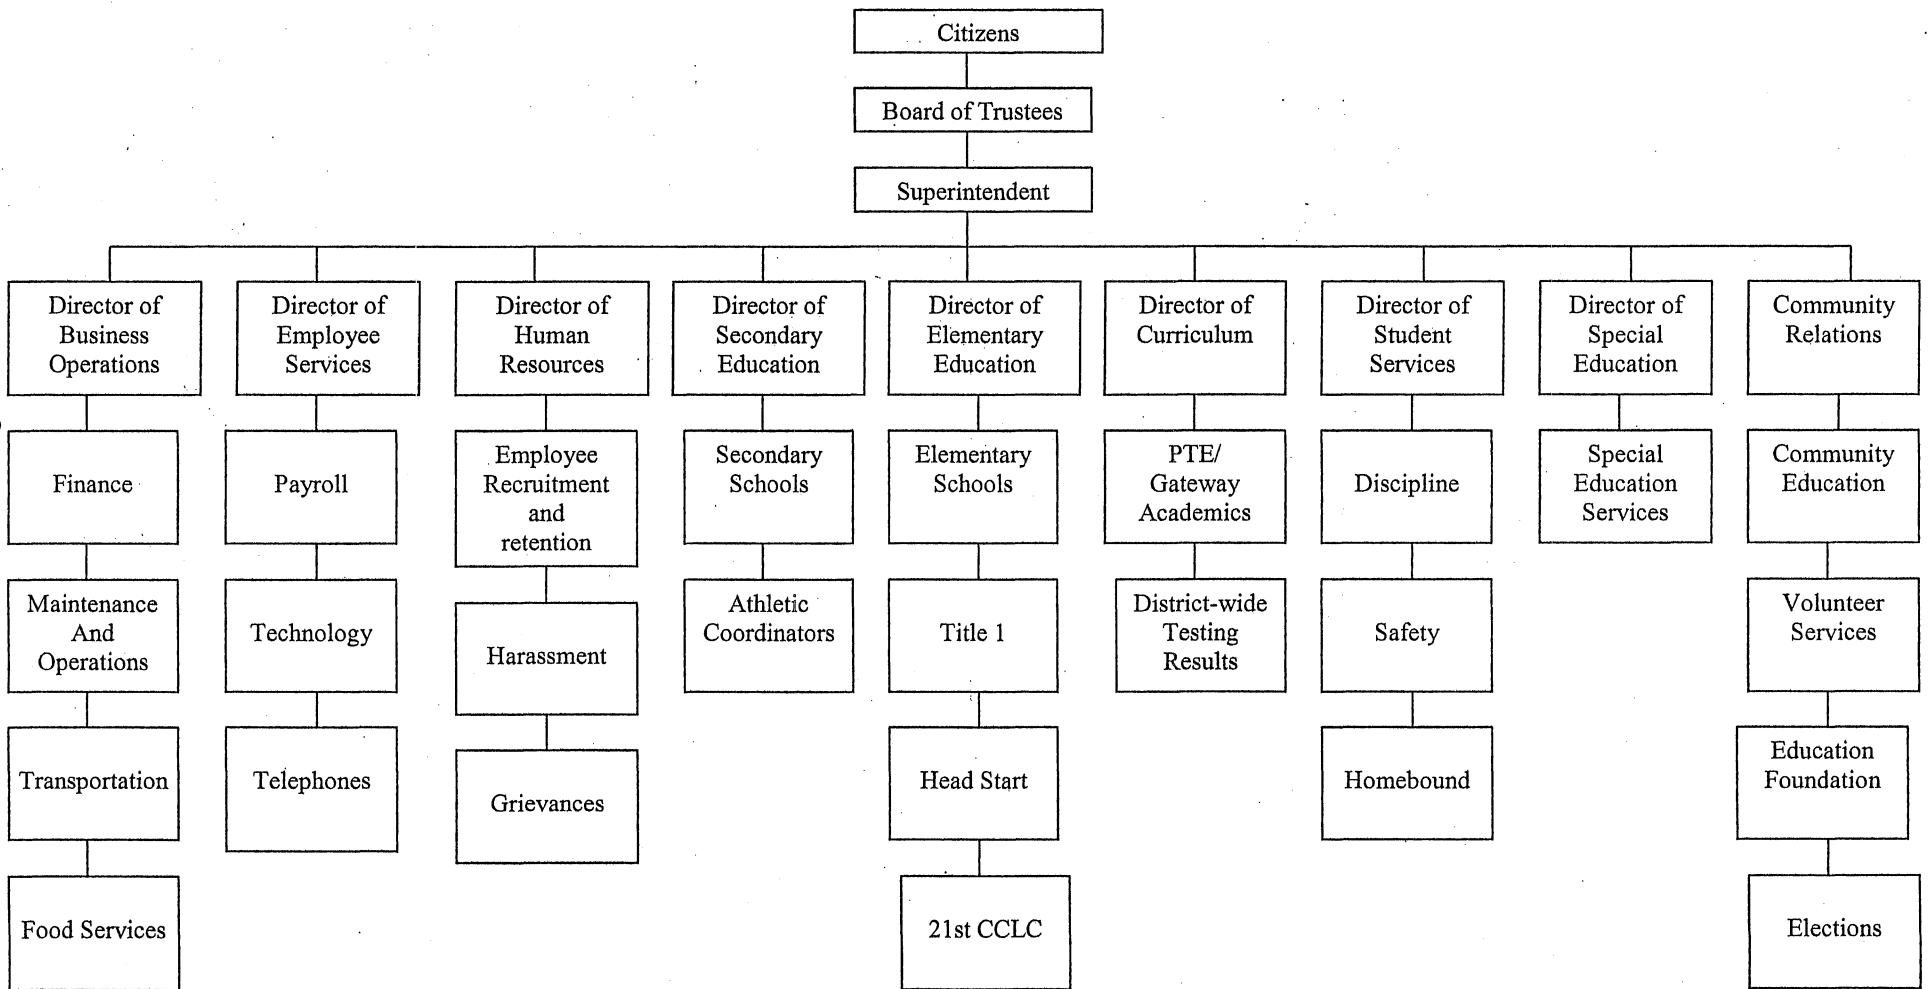 Citizens
Board of Trustees
Superintendent
Director of
Business
Operations
Director of
Employee
Services
Director of
Human
Resources
Director of
Secondary
Education
Director of
Elementary
Education
Director of
Curriculum
Director of
Student
Services
Director of
Special
Education
Community
Relations
Finance
Payroll
Employee
Recruitment
and
retention
Secondary
Schools
Elementary
Schools
PTE/
Gateway
Academics
Discipline
Special
Education
Services
Community
Education
Maintenance
And
Operations
Technology
Harassment
Athletic
Coordinators
Title 1
District-wide
Testing
Results
Safety
Volunteer
Services
Transportation
Telephones
Grievances
Head Start
Homebound
Education
Foundation
Food Services
21st CCLC
Elections